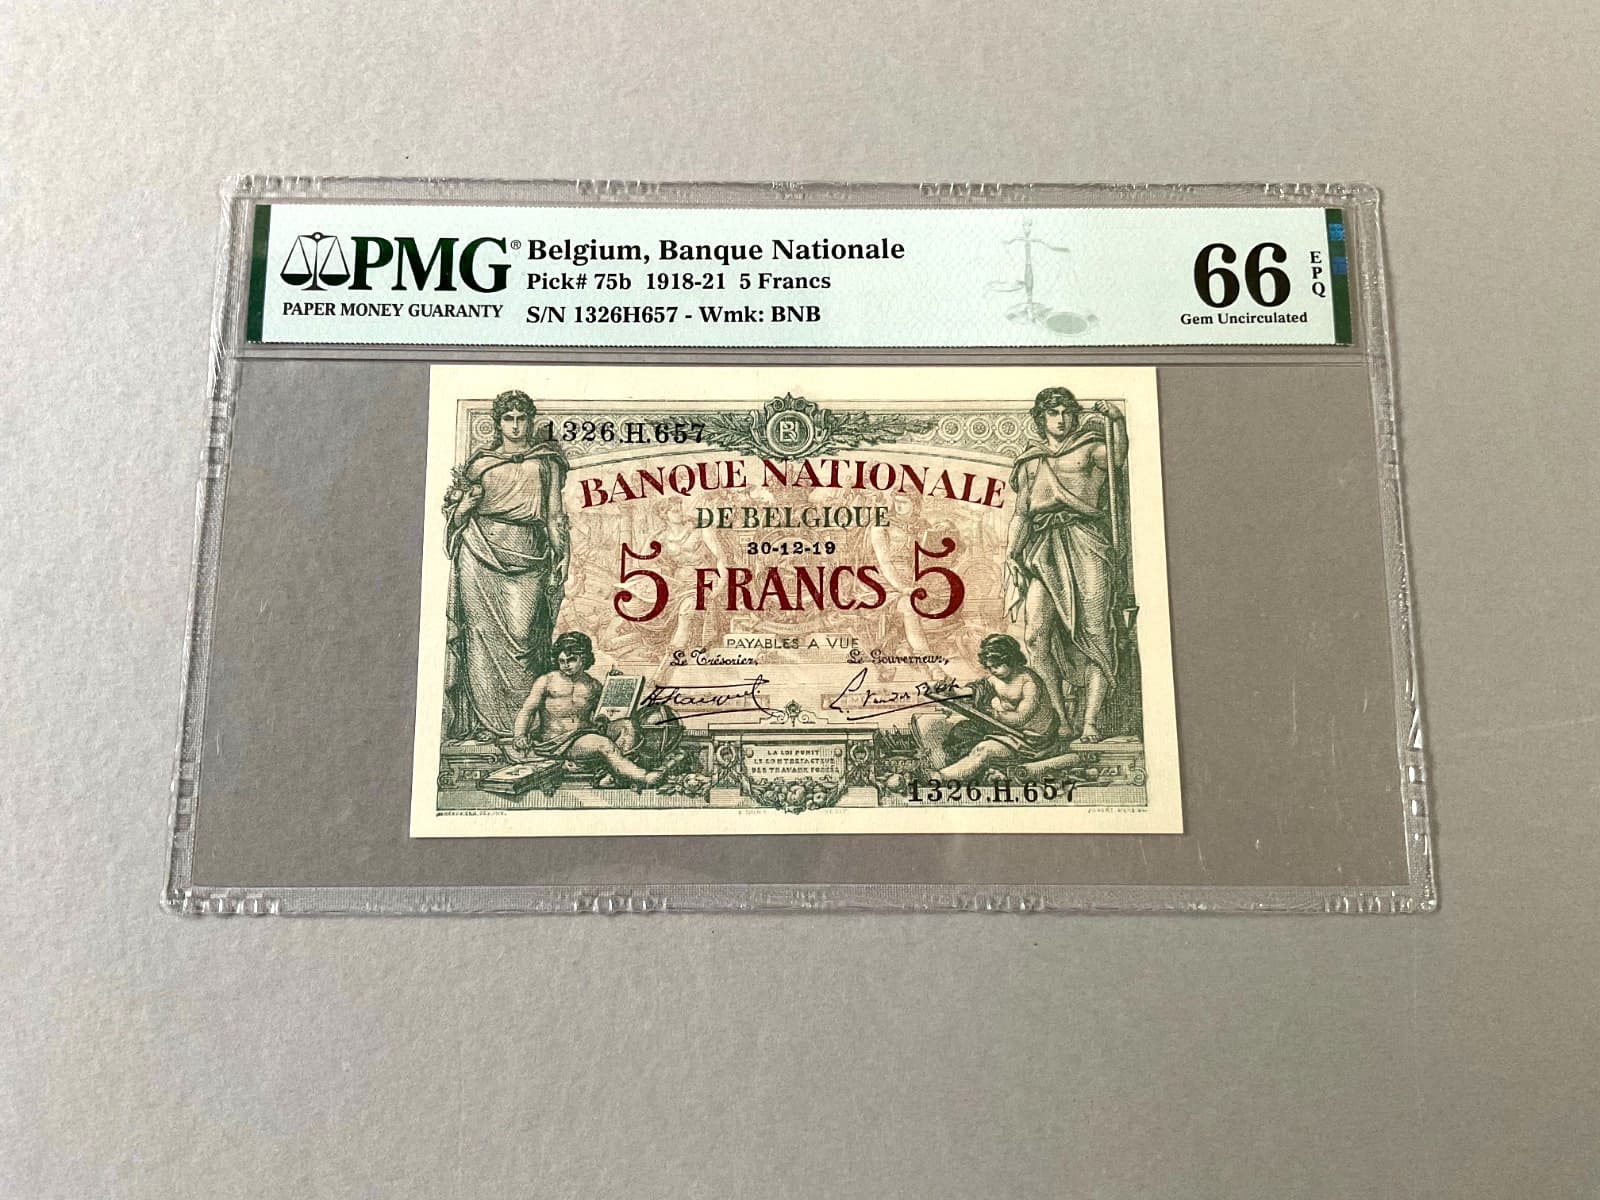 PMG®
PAPER MONEY GUARANTY
Belgium, Banque Nationale
Pick# 75b 1918-21 5 Francs
S/N 1326H657 - Wmk: BNB
66
EPQ
Gem Uncirculated
1326.H.657
BANQUE NATIONALE
DE BELGIQUE
30-12-19
5 FRANCS 5
PAYABLES A VUE
Le Trésorier, Le Gouverneur,
LA LOI PUNIT
LE CONTREFACTEUR
DES TRAVAUX FORCÉS
1326.H.657